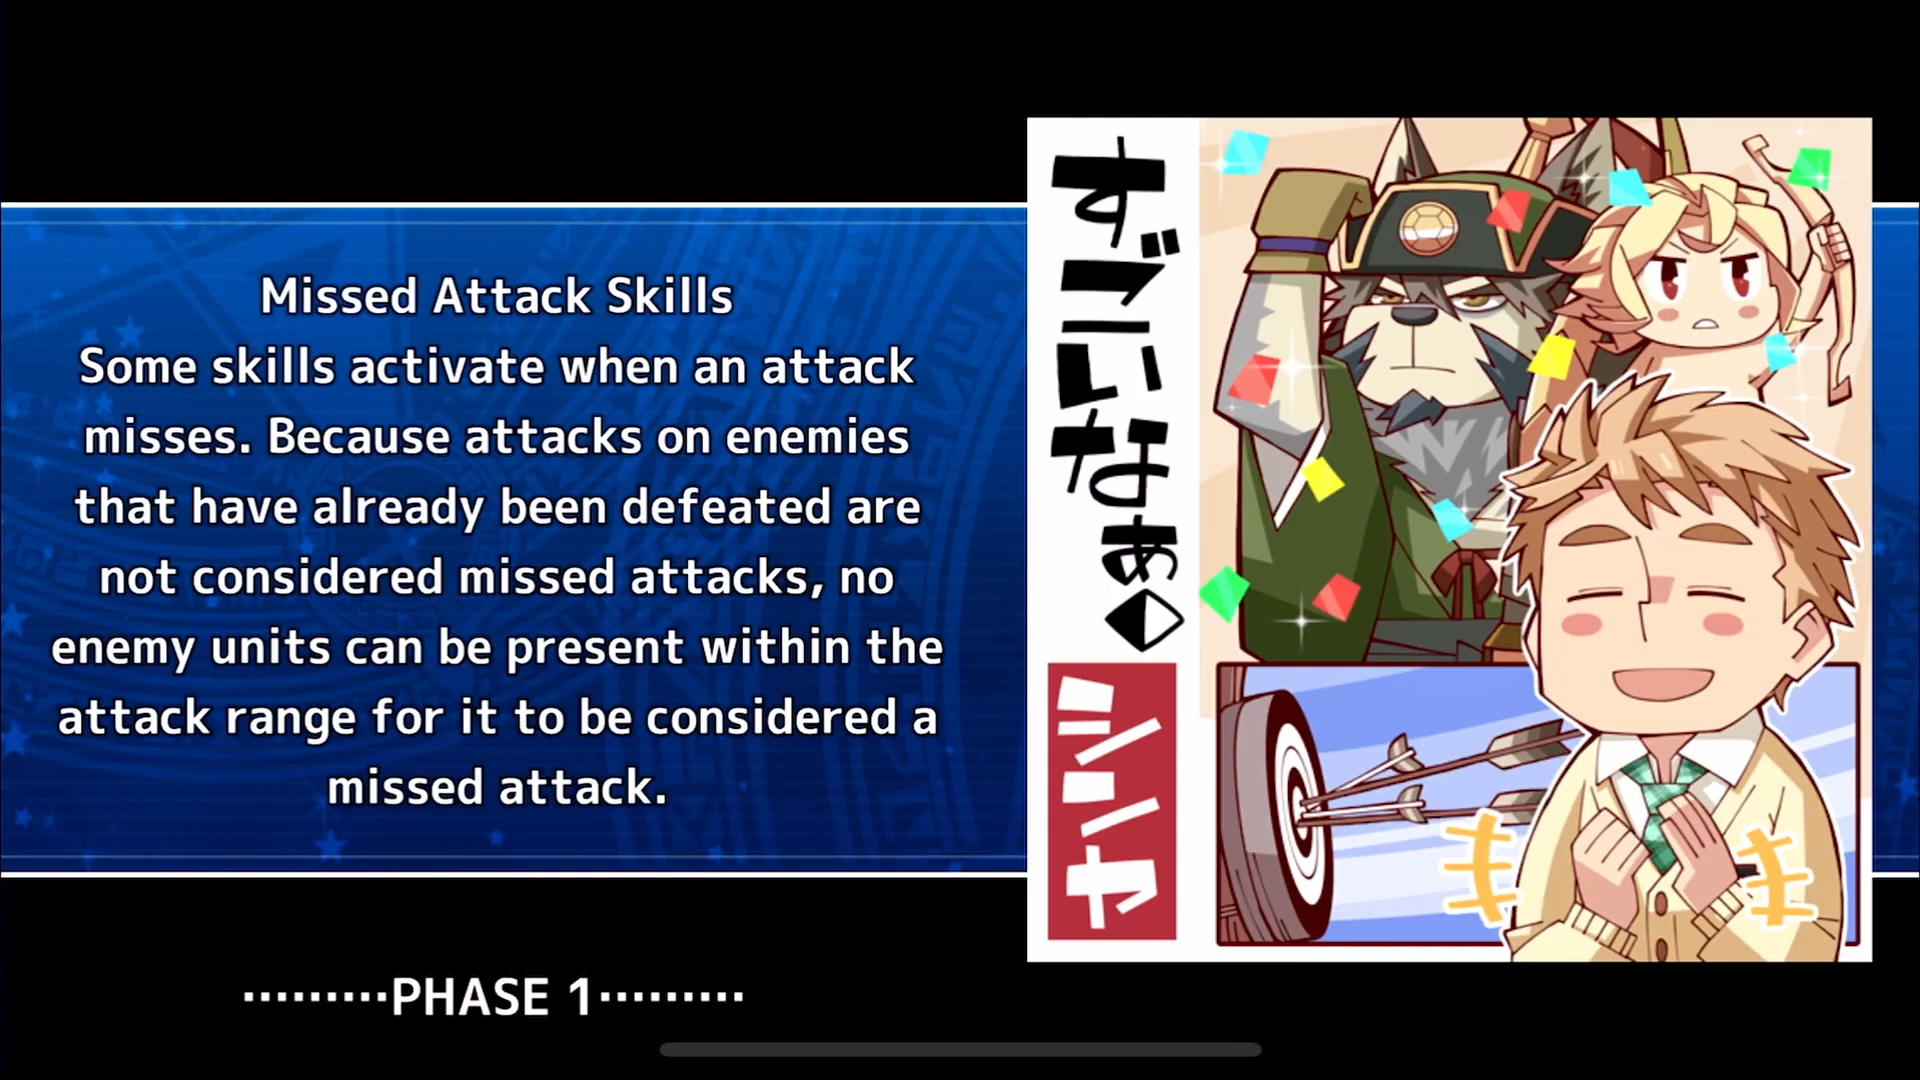 Missed Attack Skills
Some skills activate when an attack
misses. Because attacks on enemies
that have already been defeated are
not considered missed attacks, no
enemy units can be present within the
attack range for it to be considered a
missed attack.
·········PHASE 1·········
すごいなぁ
シンヤ